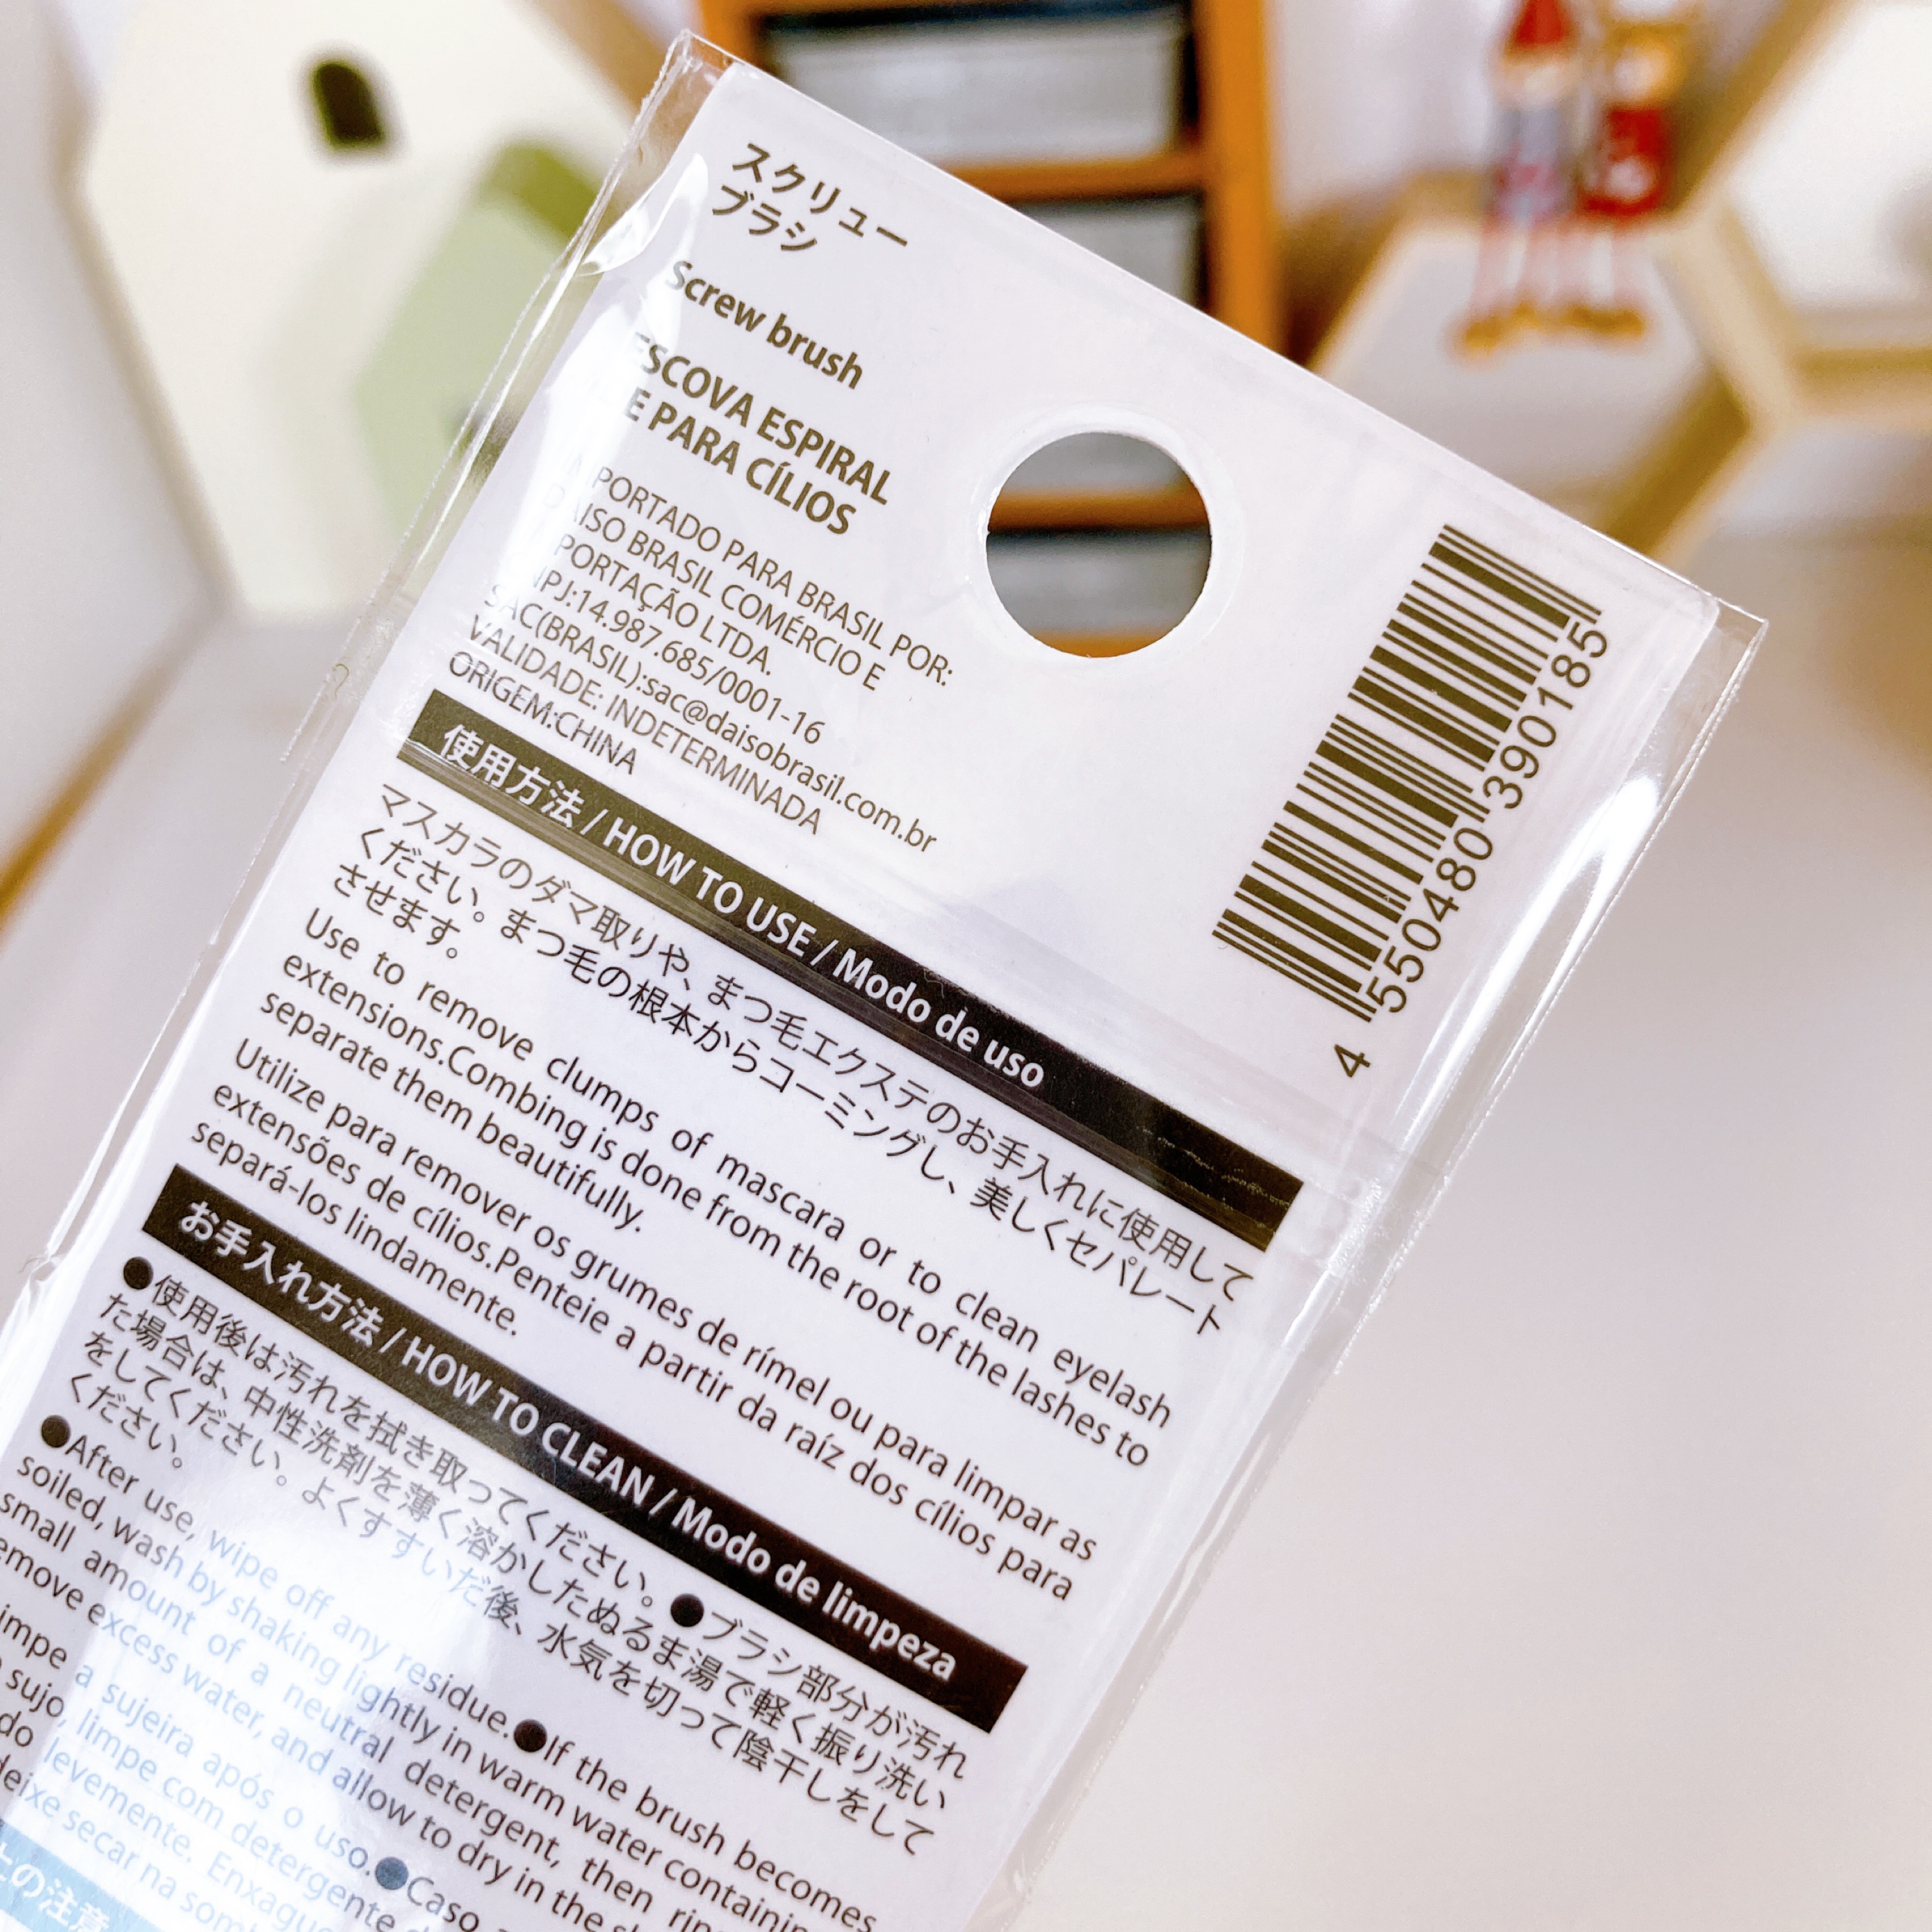 スクリュー
ブラシ
Screw brush
ESCOVA ESPIRAL
E PARA CÍLIOS
IMPORTADO PARA BRASIL POR:
DAISO BRASIL COMÉRCIO E
PORTAÇÃO LTDA.
NPJ:14.987.685/0001-16
SAC(BRASIL):sac@daisobrasil.com.br
VALIDADE: INDETERMINADA
ORIGEM:CHINA
4 550480 390185
使用方法 / HOW TO USE / Modo de uso
マスカラのダマ取りや、まつ毛エクステのお手入れに使用して
ください。まつ毛の根本からコーミングし、美しくセパレート
させます。
Use to remove clumps of mascara or to clean eyelash
extensions.Combing is done from the root of the lashes to
separate them beautifully.
Utilize para remover os grumes de rímel ou para limpar as
extensões de cílios.Penteie a partir da raíz dos cílios para
separá-los lindamente.
お手入れ方法 / HOW TO CLEAN / Modo de limpeza
●使用後は汚れを拭き取ってください。●ブラシ部分が汚れ
た場合は、中性洗剤を薄く溶かしたぬるま湯で軽く振り洗い
をしてください。よくすすいだ後、水気を切って陰干しをして
ください。
●After use, wipe off any residue.●If the brush becomes
soiled, wash by shaking lightly in warm water containing
small amount of a neutral detergent, then
remove excess water, and allow to dry in the
impe a sujeira após o uso.●Caso
sujo, limpe com detergente
do levemente.
deixe secar na
の注意